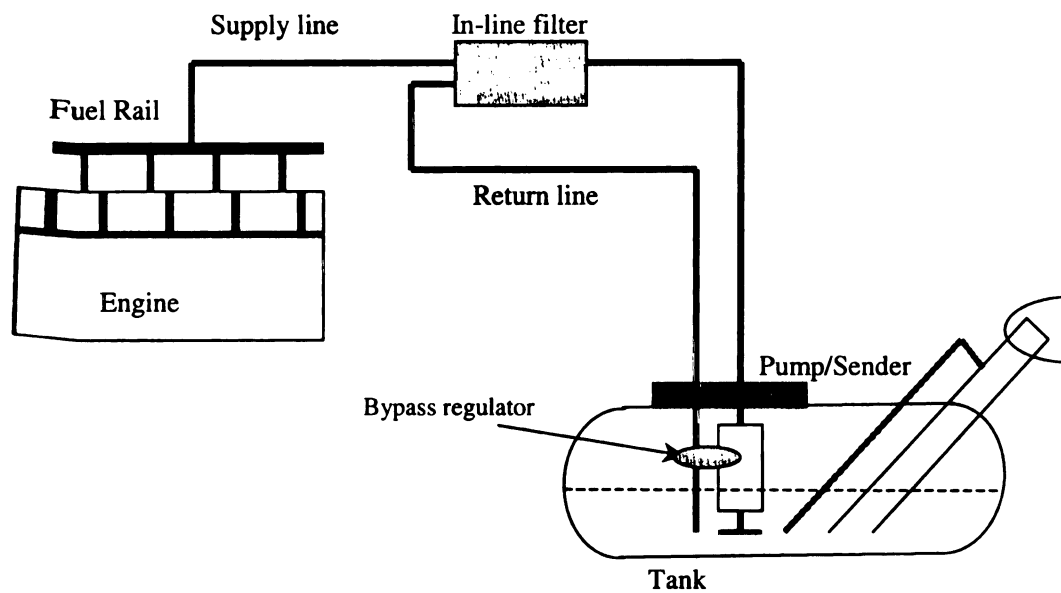 Supply line
In-line filter
Fuel Rail
Return line
Engine
Pump/Sender
Bypass regulator
Tank